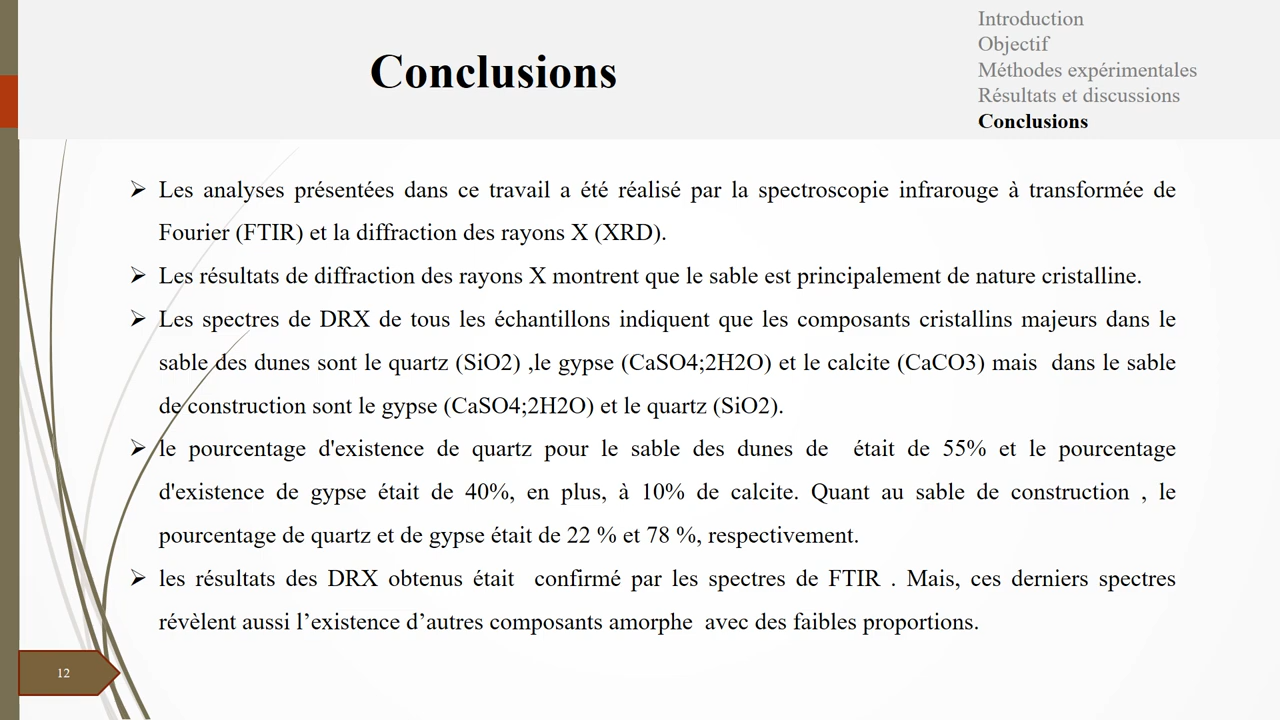 Introduction
Objectif
Méthodes expérimentales
Résultats et discussions
Conclusions
Conclusions
➢ Les analyses présentées dans ce travail a été réalisé par la spectroscopie infrarouge à transformée de
Fourier (FTIR) et la diffraction des rayons X (XRD).
➢ Les résultats de diffraction des rayons X montrent que le sable est principalement de nature cristalline.
➢ Les spectres de DRX de tous les échantillons indiquent que les composants cristallins majeurs dans le
sable des dunes sont le quartz (SiO2) ,le gypse (CaSO4;2H2O) et le calcite (CaCO3) mais  dans le sable
de construction sont le gypse (CaSO4;2H2O) et le quartz (SiO2).
➢ le pourcentage d'existence de quartz pour le sable des dunes de  était de 55% et le pourcentage
d'existence de gypse était de 40%, en plus, à 10% de calcite. Quant au sable de construction , le
pourcentage de quartz et de gypse était de 22 % et 78 %, respectivement.
➢ les résultats des DRX obtenus était  confirmé par les spectres de FTIR . Mais, ces derniers spectres
révèlent aussi l’existence d’autres composants amorphe  avec des faibles proportions.
12